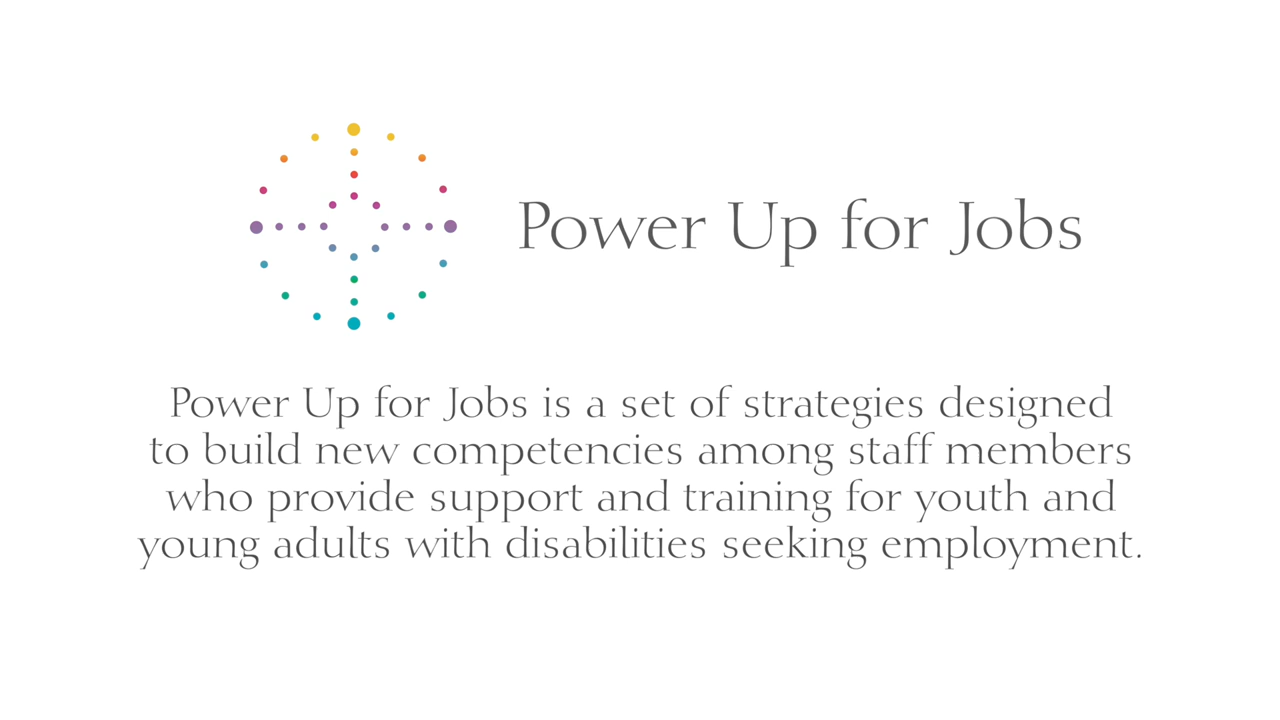 Power Up for Jobs
Power Up for Jobs is a set of strategies designed
to build new competencies among staff members
who provide support and training for youth and
young adults with disabilities seeking employment.